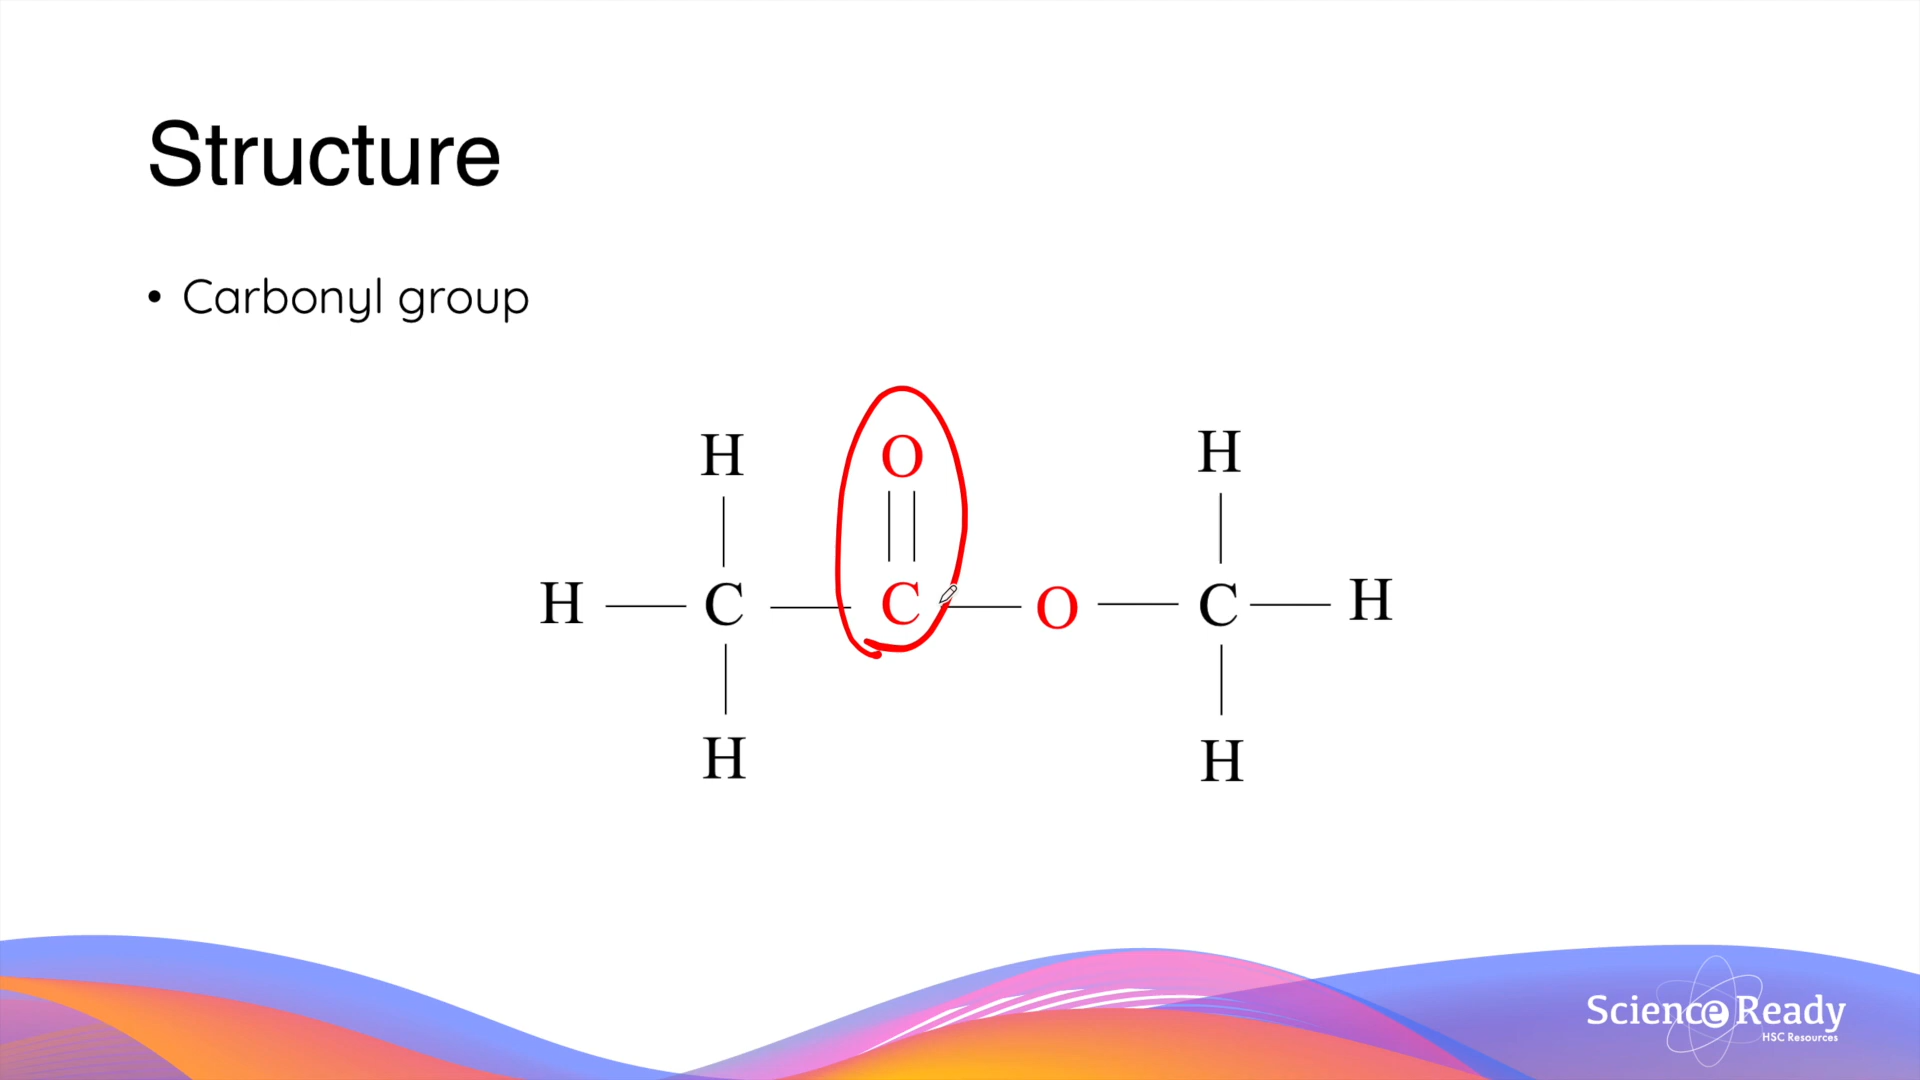 Structure
• Carbonyl group
H O H
H C C O C H
H H
Science Ready
HSC Resources